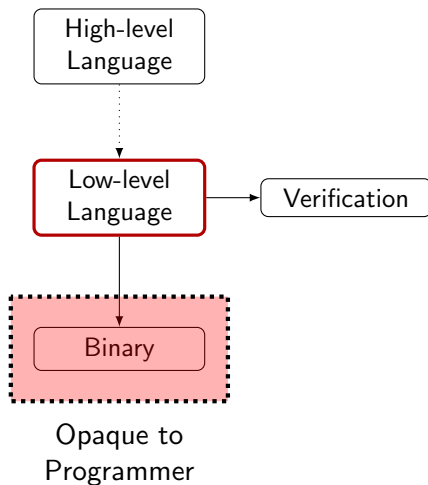 High-level
Language
Low-level
Language
Verification
Binary
Opaque to
Programmer